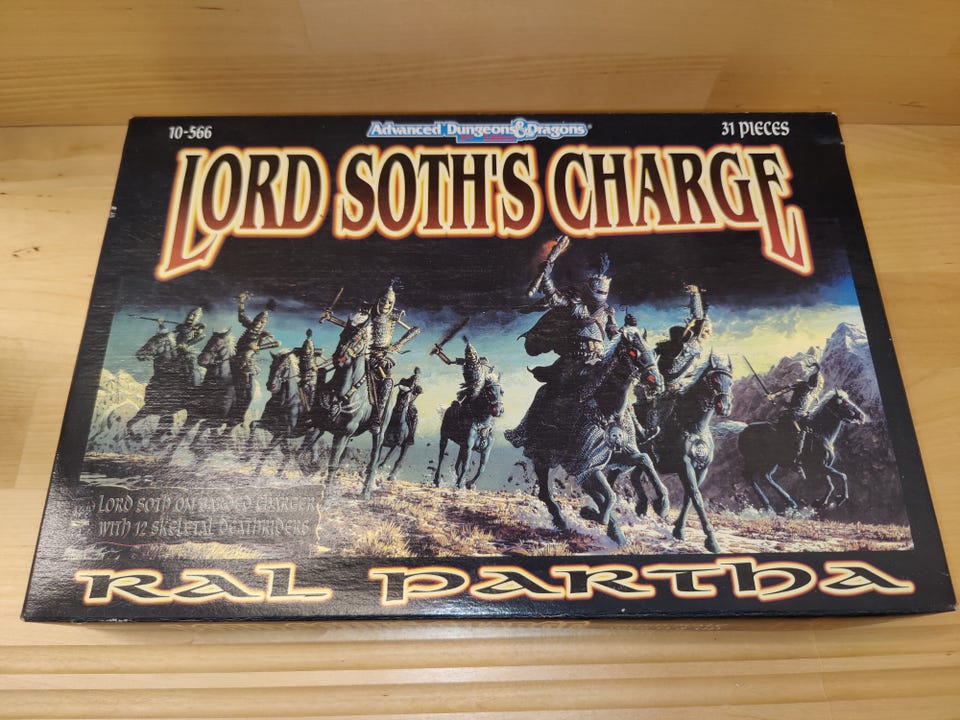 10-566
Advanced Dungeons & Dragons®
31 PIECES
LORD SOTH'S CHARGE
LORD SOTH ON BARDED CHARGER
WITH 12 SKELETAL DEATHRIDERS
RAL PARTHA